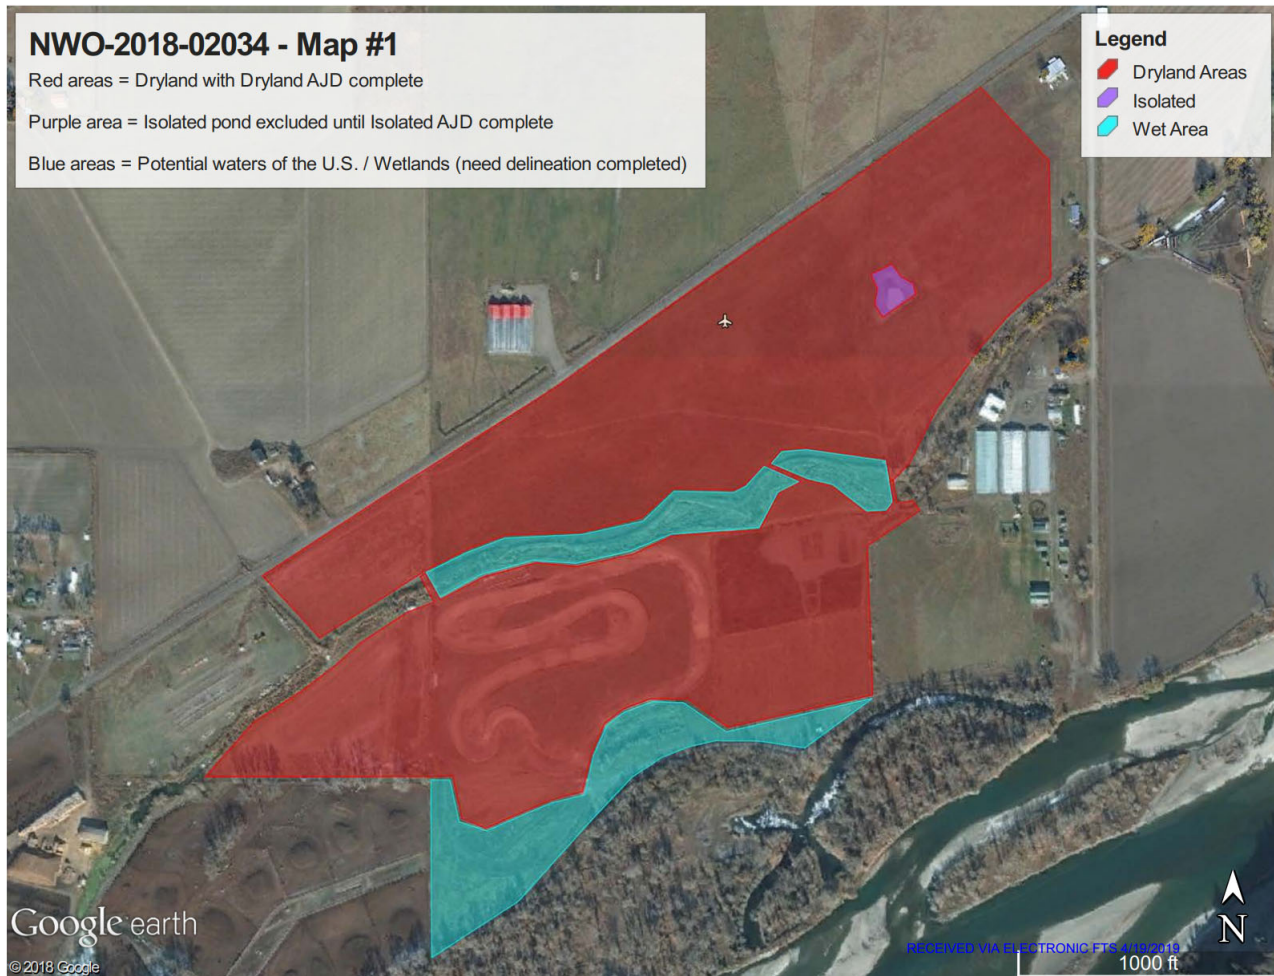 NWO-2018-02034 - Map #1
Red areas = Dryland with Dryland AJD complete
Purple area = Isolated pond excluded until Isolated AJD complete
Blue areas = Potential waters of the U.S. / Wetlands (need delineation completed)
Legend
Dryland Areas
Isolated
Wet Area
Google earth
© 2018 Google
N
RECEIVED VIA ELECTRONIC FTS 4/19/2019
1000 ft